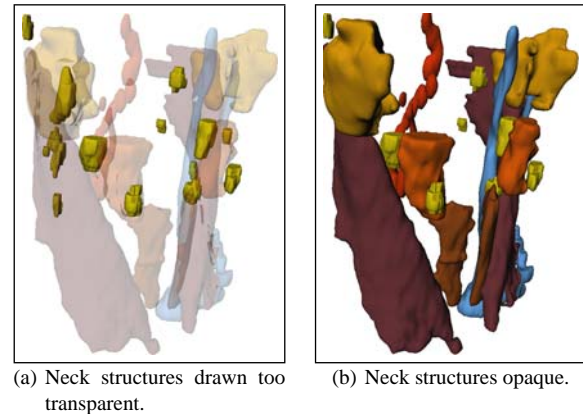 (a) Neck structures drawn too
transparent.
(b) Neck structures opaque.